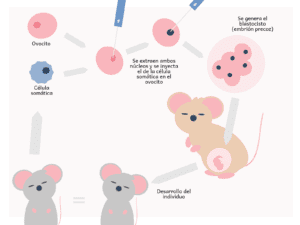 Ovocito
Célula
somática
Se extraen ambos
núcleos y se inserta
el de la célula
somática en el
ovocito
Se genera el
blastocisto
(embrión precoz)
Desarrollo del
individuo